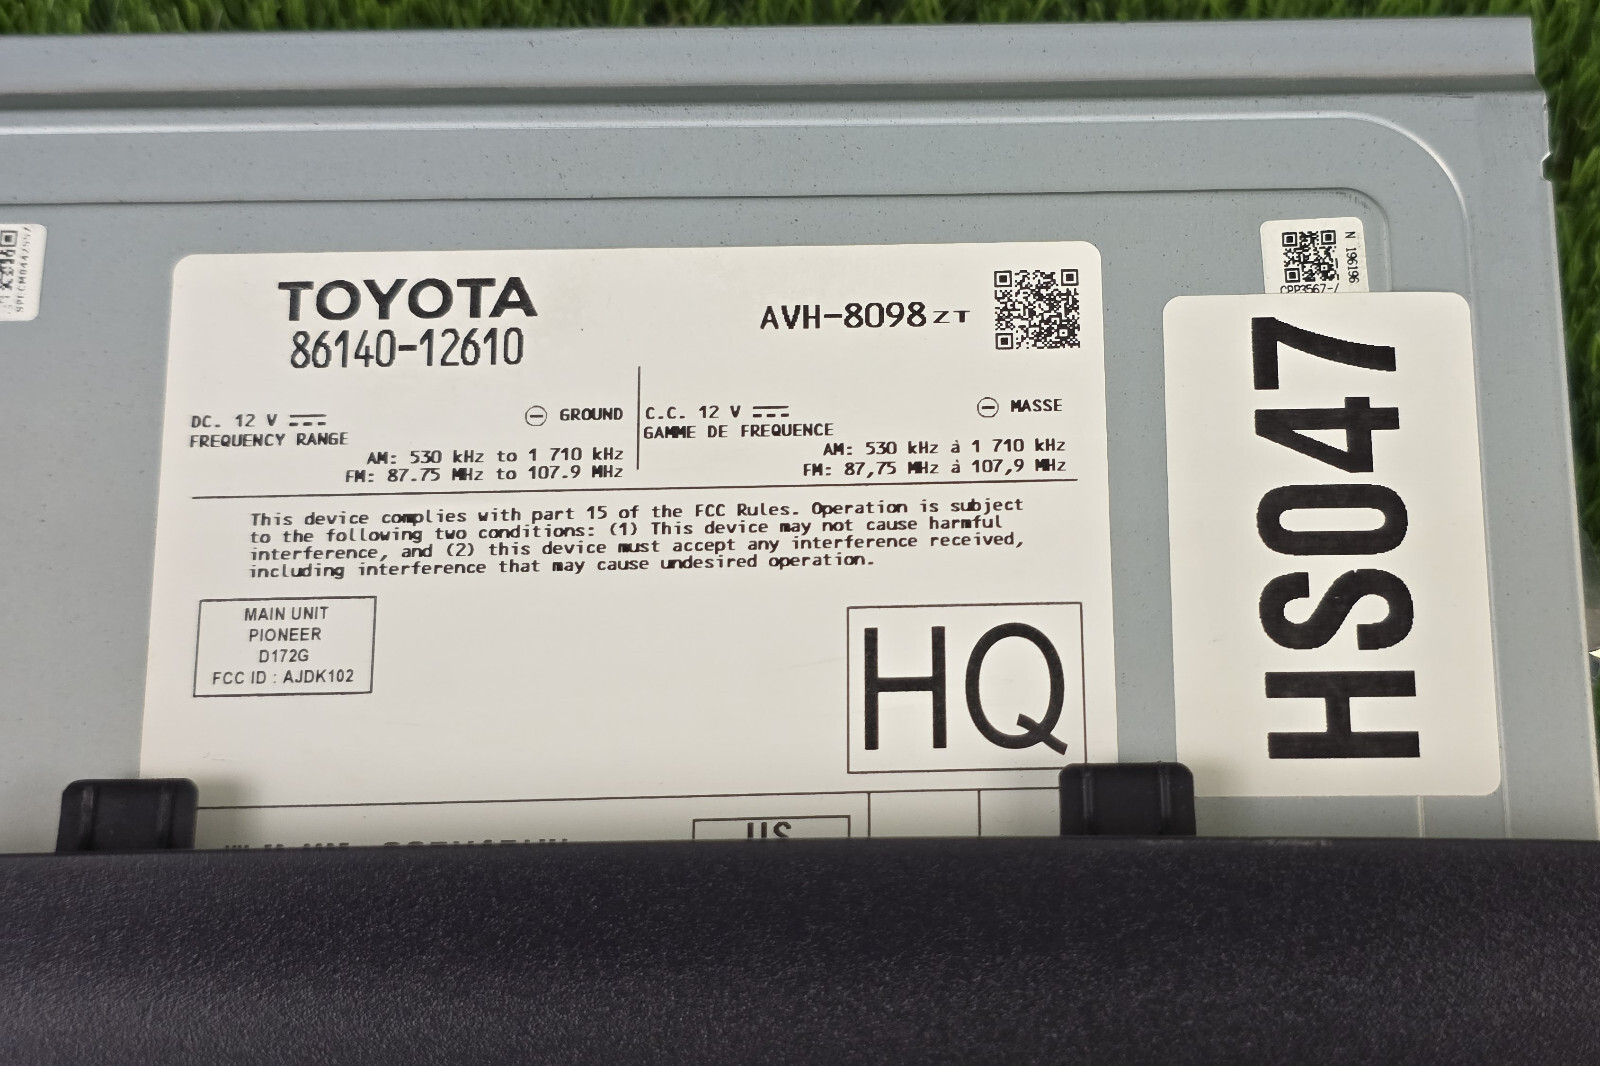 TOYOTA
86140-12610
AVH-8098ZT
DC. 12 V
GROUND
FREQUENCY RANGE
AM: 530 kHz to 1 710 kHz
FM: 87.75 MHz to 107.9 MHz
C.C. 12 V
MASSE
GAMME DE FREQUENCE
AM: 530 kHz à 1 710 kHz
FM: 87,75 MHz à 107,9 MHz
This device complies with part 15 of the FCC Rules. Operation is subject
to the following two conditions: (1) This device may not cause harmful
interference, and (2) this device must accept any interference received,
including interference that may cause undesired operation.
MAIN UNIT
PIONEER
D172G
FCC ID : AJDK102
HQ
US
N 196196
HS047